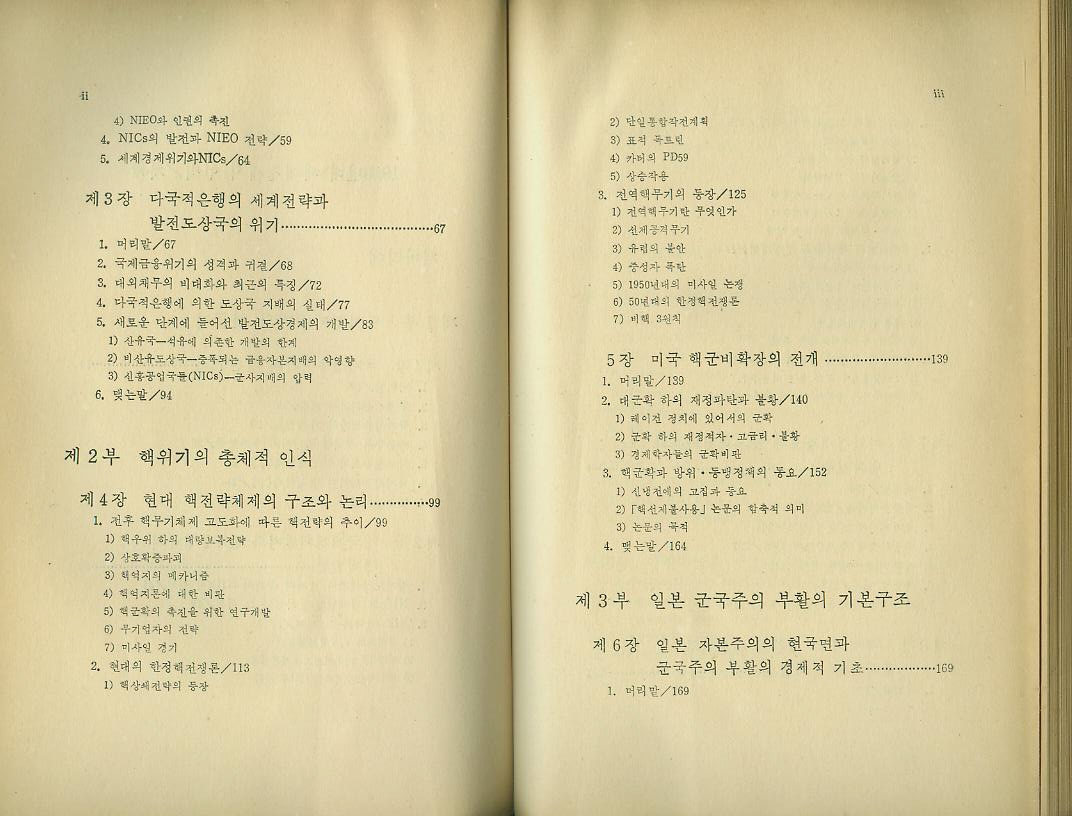 ii
4) NIEO와 인권의 촉진
4. NICs의 발전과 NIEO 전략/59
5. 세계경제위기와NICs/64
제3장 다국적은행의 세계전략과
발전도상국의 위기……………………………67
1. 머리말/67
2. 국제금융위기의 성격과 귀결/68
3. 대외채무의 비대화와 최근의 특징/72
4. 다국적은행에 의한 도상국 지배의 실태/77
5. 새로운 단계에 들어선 발전도상경제의 개발/83
1) 산유국—석유에 의존한 개발의 한계
2) 비산유도상국—증폭되는 금융자본지배의 악영향
3) 신흥공업국들(NICs)—군사지배의 압력
6. 맺는말/94
제2부 핵위기의 총체적 인식
제4장 현대 핵전략체제의 구조와 논리……………99
1. 전후 핵무기체제 고도화에 따른 핵전략의 추이/99
1) 핵우위 하의 대량보복전략
2) 상호확증파괴
3) 핵억지의 메카니즘
4) 핵억지론에 대한 비판
5) 핵군확의 촉진을 위한 연구개발
6) 무기업자의 전략
7) 미사일 경기
2. 현대의 한정핵전쟁론/113
1) 핵상쇄전략의 등장
iii
2) 단일통합작전계획
3) 표적 독트린
4) 카터의 PD59
5) 상승작용
3. 전역핵무기의 등장/125
1) 전역핵무기란 무엇인가
2) 선제공격무기
3) 유럽의 불안
4) 중성자 폭탄
5) 1950년대의 미사일 논쟁
6) 50년대의 한정핵전쟁론
7) 비핵 3원칙
5장 미국 핵군비확장의 전개……………………139
1. 머리말/139
2. 대군확 하의 재정파탄과 불황/140
1) 레이건 정치에 있어서의 군확
2) 군확 하의 재정적자·고금리·불황
3) 경제학자들의 군확비판
3. 핵군확과 방위·동맹정책의 동요/152
1) 신냉전에의 고집과 동요
2) 「핵선제불사용」 논문의 함축적 의미
3) 논문의 목적
4. 맺는말/164
제3부 일본 군국주의 부활의 기본구조
제6장 일본 자본주의의 현국면과
군국주의 부활의 경제적 기초………………169
1. 머리말/169